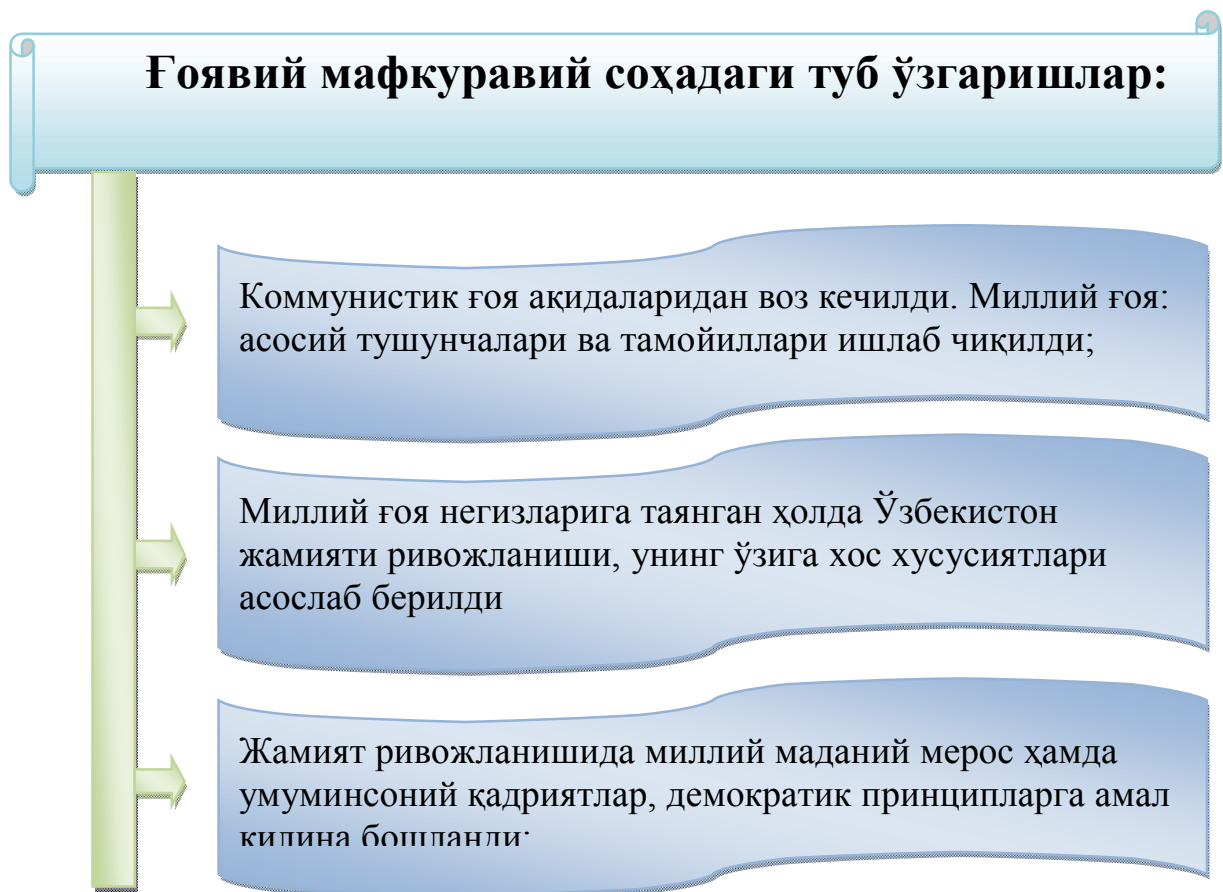 Ғоявий мафкуравий соҳадаги туб ўзгаришлар:
Коммунистик ғоя ақидаларидан воз кечилди. Миллий ғоя:
асосий тушунчалари ва тамойиллари ишлаб чиқилди;
Миллий ғоя негизларига таянган ҳолда Ўзбекистон
жамияти ривожланиши, унинг ўзига хос хусусиятлари
асослаб берилди
Жамият ривожланишида миллий маданий мерос ҳамда
умуминсоний қадриятлар, демократик принципларга амал
қилина бошланди;